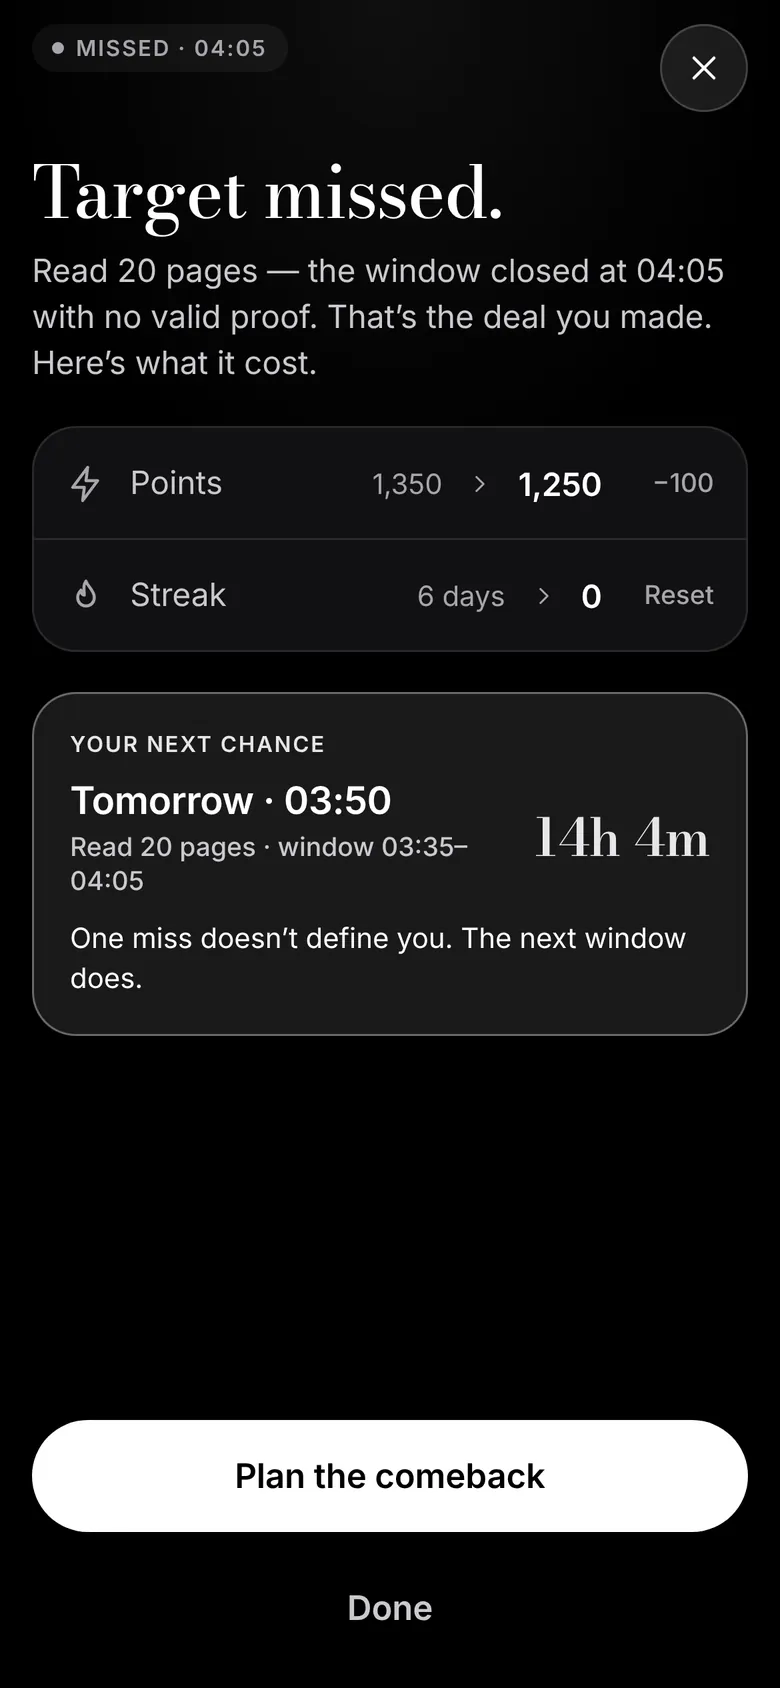 MISSED · 04:05
Target missed.
Read 20 pages — the window closed at 04:05
with no valid proof. That’s the deal you made.
Here’s what it cost.
Points 1,350 > 1,250 −100
Streak 6 days > 0 Reset
YOUR NEXT CHANCE
Tomorrow · 03:50
Read 20 pages · window 03:35–
04:05
14h 4m
One miss doesn’t define you. The next window
does.
Plan the comeback
Done